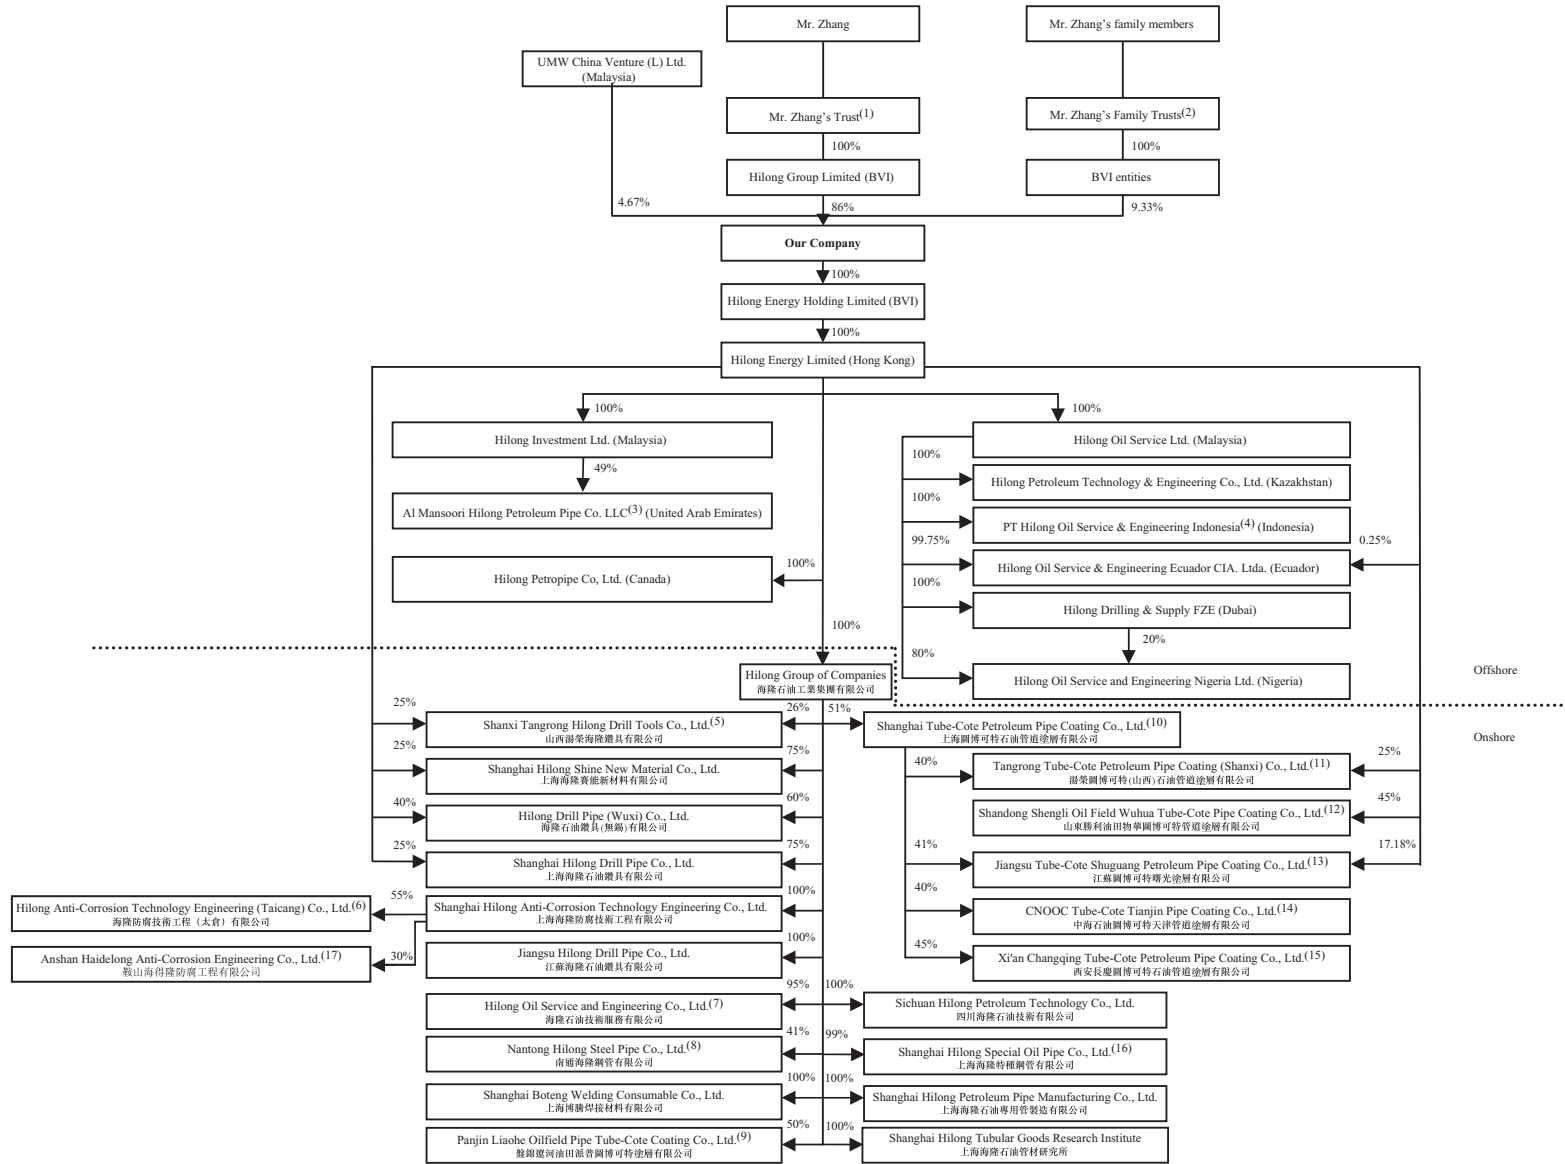 Mr. Zhang
Mr. Zhang’s family members
UMW China Venture (L) Ltd.
(Malaysia)
Mr. Zhang’s Trust(1)
Mr. Zhang’s Family Trusts(2)
100%
100%
Hilong Group Limited (BVI)
BVI entities
4.67%
86%
9.33%
Our Company
100%
Hilong Energy Holding Limited (BVI)
100%
Hilong Energy Limited (Hong Kong)
100%
100%
Hilong Investment Ltd. (Malaysia)
Hilong Oil Service Ltd. (Malaysia)
49%
100%
Hilong Petroleum Technology & Engineering Co., Ltd. (Kazakhstan)
100%
Al Mansoori Hilong Petroleum Pipe Co. LLC(3) (United Arab Emirates)
PT Hilong Oil Service & Engineering Indonesia(4) (Indonesia)
99.75%
0.25%
100%
Hilong Oil Service & Engineering Ecuador CIA. Ltda. (Ecuador)
Hilong Petropipe Co, Ltd. (Canada)
100%
Hilong Drilling & Supply FZE (Dubai)
100%
20%
80%
Hilong Group of Companies
海隆石油工業集團有限公司
Hilong Oil Service and Engineering Nigeria Ltd. (Nigeria)
Offshore
Onshore
25%
26%
51%
Shanxi Tangrong Hilong Drill Tools Co., Ltd.(5)
山西湯榮海隆鑽具有限公司
Shanghai Tube-Cote Petroleum Pipe Coating Co., Ltd.(10)
上海圖博可特石油管道塗層有限公司
25%
75%
40%
25%
Shanghai Hilong Shine New Material Co., Ltd.
上海海隆賽能新材料有限公司
Tangrong Tube-Cote Petroleum Pipe Coating (Shanxi) Co., Ltd.(11)
湯榮圖博可特(山西)石油管道塗層有限公司
40%
60%
45%
Hilong Drill Pipe (Wuxi) Co., Ltd.
海隆石油鑽具(無錫)有限公司
Shandong Shengli Oil Field Wuhua Tube-Cote Pipe Coating Co., Ltd.(12)
山東勝利油田物華圖博可特管道塗層有限公司
25%
75%
41%
17.18%
Shanghai Hilong Drill Pipe Co., Ltd.
上海海隆石油鑽具有限公司
Jiangsu Tube-Cote Shuguang Petroleum Pipe Coating Co., Ltd.(13)
江蘇圖博可特曙光塗層有限公司
55%
100%
40%
Hilong Anti-Corrosion Technology Engineering (Taicang) Co., Ltd.(6)
海隆防腐技術工程（太倉）有限公司
Shanghai Hilong Anti-Corrosion Technology Engineering Co., Ltd.
上海海隆防腐技術工程有限公司
CNOOC Tube-Cote Tianjin Pipe Coating Co., Ltd.(14)
中海石油圖博可特天津管道塗層有限公司
30%
100%
45%
Anshan Haidelong Anti-Corrosion Engineering Co., Ltd.(17)
鞍山海得隆防腐工程有限公司
Jiangsu Hilong Drill Pipe Co., Ltd.
江蘇海隆石油鑽具有限公司
Xi'an Changqing Tube-Cote Petroleum Pipe Coating Co., Ltd.(15)
西安長慶圖博可特石油管道塗層有限公司
95%
100%
Hilong Oil Service and Engineering Co., Ltd.(7)
海隆石油技術服務有限公司
Sichuan Hilong Petroleum Technology Co., Ltd.
四川海隆石油技術有限公司
41%
99%
Nantong Hilong Steel Pipe Co., Ltd.(8)
南通海隆鋼管有限公司
Shanghai Hilong Special Oil Pipe Co., Ltd.(16)
上海海隆特種鋼管有限公司
100%
100%
Shanghai Boteng Welding Consumable Co., Ltd.
上海博騰焊接材料有限公司
Shanghai Hilong Petroleum Pipe Manufacturing Co., Ltd.
上海海隆石油專用管製造有限公司
50%
100%
Panjin Liaohe Oilfield Pipe Tube-Cote Coating Co., Ltd.(9)
盤錦遼河油田派普圖博可特塗層有限公司
Shanghai Hilong Tubular Goods Research Institute
上海海隆石油管材研究所